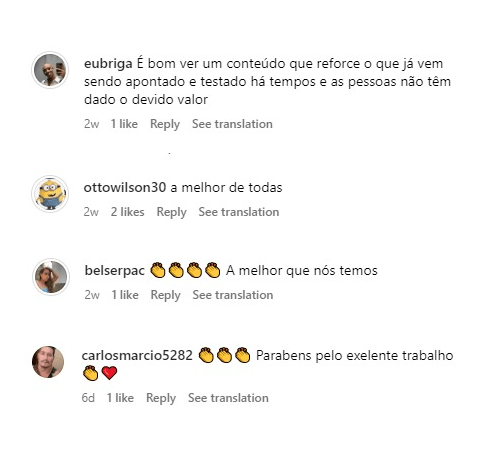 eubriga É bom ver um conteúdo que reforce o que já vem
sendo apontado e testado há tempos e as pessoas não têm
dado o devido valor
2w 1 like Reply See translation
ottowilson30 a melhor de todas
2w 2 likes Reply See translation
belserpac 👏👏👏👏 A melhor que nós temos
2w 1 like Reply See translation
carlosmarcio5282 👏👏👏 Parabens pelo exelente trabalho
👏❤️
6d 1 like Reply See translation